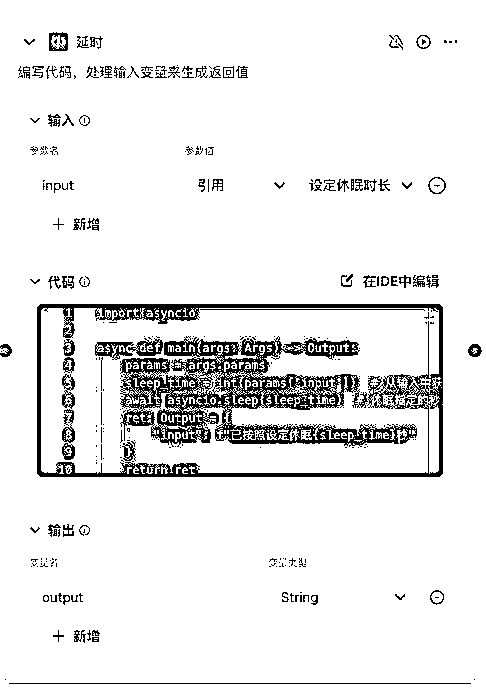 延时
编写代码，处理输入变量来生成返回值
输入
参数名 参数值
input 引用 设定休眠时长
+ 新增
代码 在IDE中编辑
1 import asyncio
2
3 async def main(args: Args) -> Output:
4 params = args.params
5 sleep_time = int(params['input']) # 从输入中获
6 await asyncio.sleep(sleep_time) # 休眠指定的秒
7 ret: Output = {
8 "input": f"已按照设定休眠{sleep_time}秒"
9 }
10 return ret
输出
变量名 变量类型
output String
+ 新增